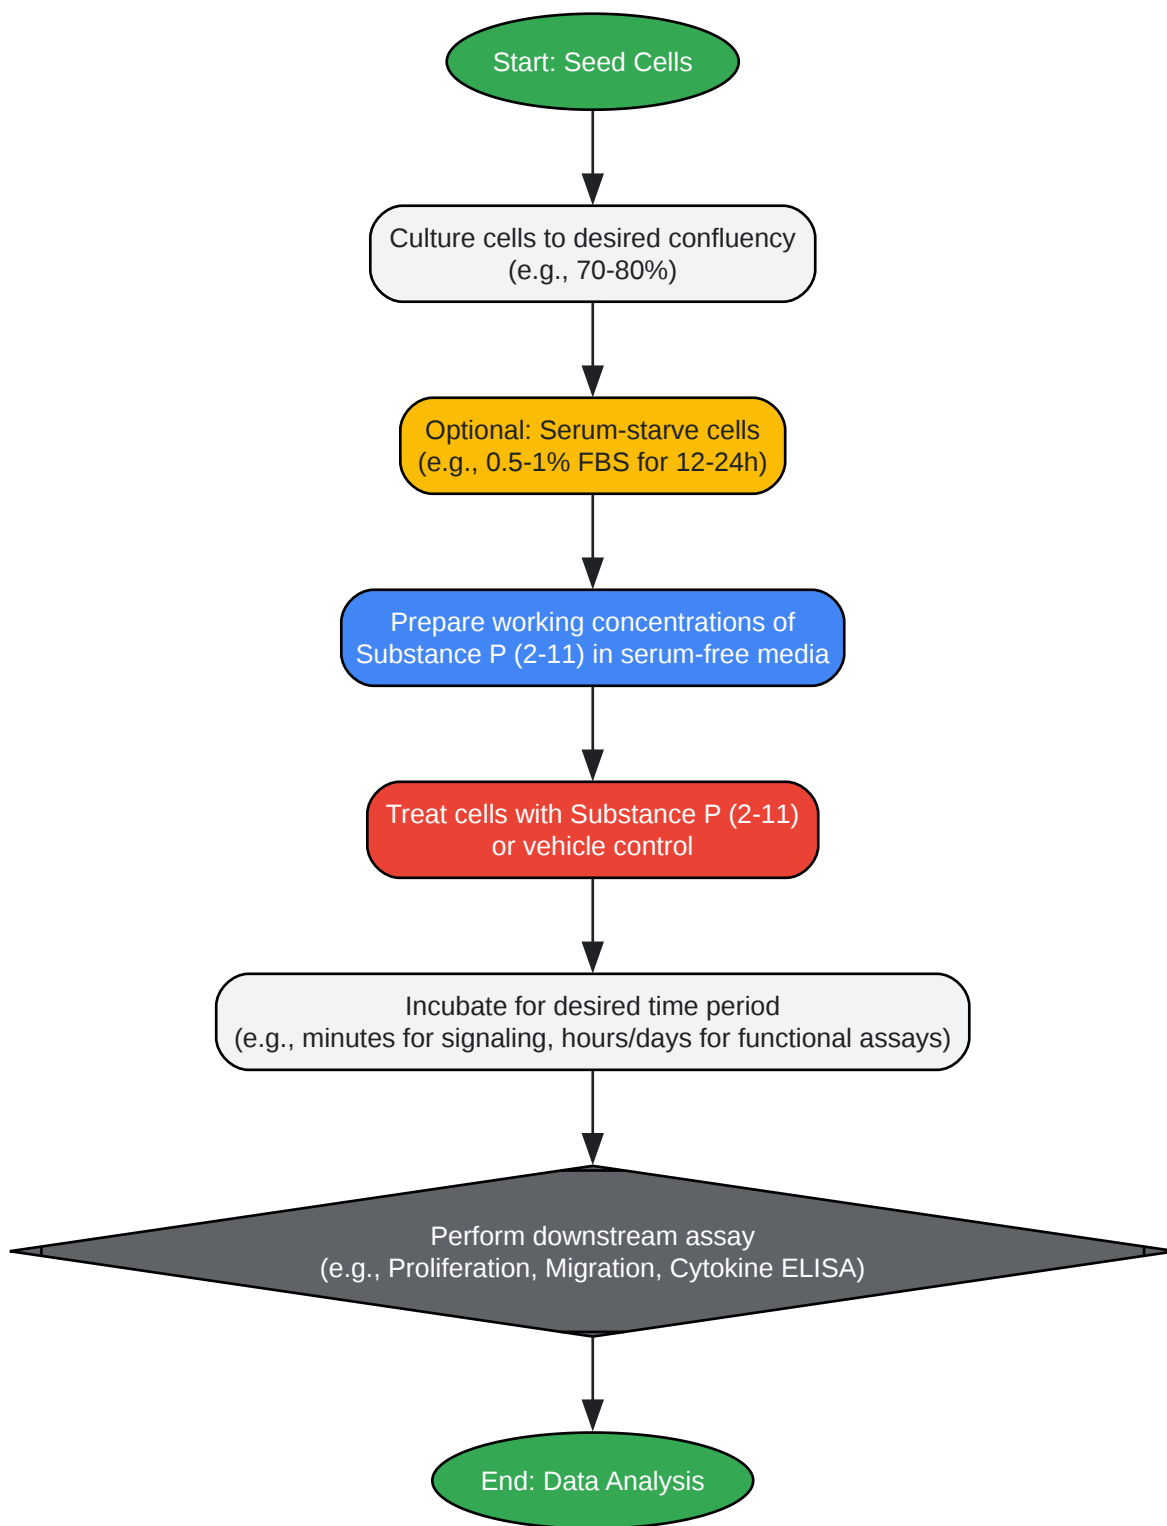 Start: Seed Cells
Culture cells to desired confluency
(e.g., 70-80%)
Optional: Serum-starve cells
(e.g., 0.5-1% FBS for 12-24h)
Prepare working concentrations of
Substance P (2-11) in serum-free media
Treat cells with Substance P (2-11)
or vehicle control
Incubate for desired time period
(e.g., minutes for signaling, hours/days for functional assays)
Perform downstream assay
(e.g., Proliferation, Migration, Cytokine ELISA)
End: Data Analysis